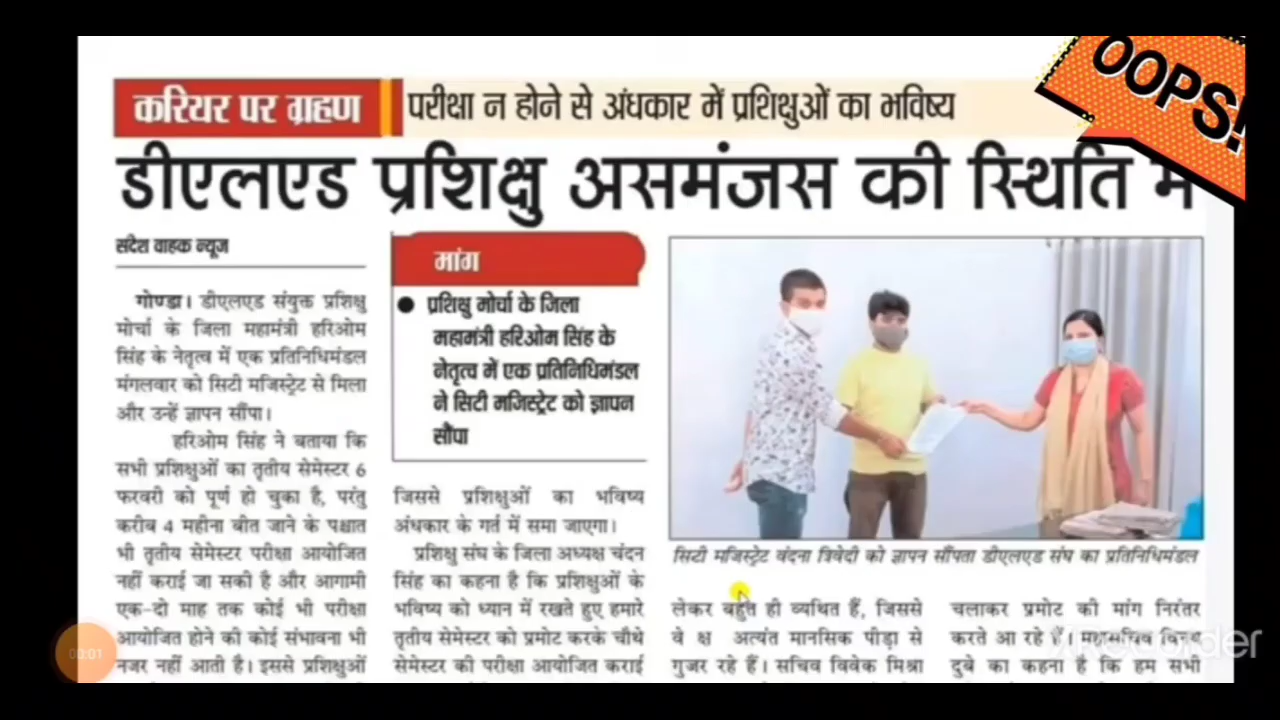 OOPS!
करियर पर ग्रहण
परीक्षा न होने से अंधकार में प्रशिक्षुओं का भविष्य
डीएलएड प्रशिक्षु असमंजस की स्थिति में
संदेश वाहक न्यूज
गोण्डा। डीएलएड संयुक्त प्रशिक्षु
मोर्चा के जिला महामंत्री हरिओम
सिंह के नेतृत्व में एक प्रतिनिधिमंडल
मंगलवार को सिटी मजिस्ट्रेट से मिला
और उन्हें ज्ञापन सौंपा।
हरिओम सिंह ने बताया कि
सभी प्रशिक्षुओं का तृतीय सेमेस्टर 6
फरवरी को पूर्ण हो चुका है, परंतु
करीब 4 महीना बीत जाने के पश्चात
भी तृतीय सेमेस्टर परीक्षा आयोजित
नहीं कराई जा सकी है और आगामी
एक-दो माह तक कोई भी परीक्षा
आयोजित होने की कोई संभावना भी
नजर नहीं आती है। इससे प्रशिक्षुओं
मांग
● प्रशिक्षु मोर्चा के जिला
महामंत्री हरिओम सिंह के
नेतृत्व में एक प्रतिनिधिमंडल
ने सिटी मजिस्ट्रेट को ज्ञापन
सौंपा
जिससे प्रशिक्षुओं का भविष्य
अंधकार के गर्त में समा जाएगा।
प्रशिक्षु संघ के जिला अध्यक्ष चंदन
सिंह का कहना है कि प्रशिक्षुओं के
भविष्य को ध्यान में रखते हुए हमारे
तृतीय सेमेस्टर को प्रमोट करके चौथे
सेमेस्टर की परीक्षा आयोजित कराई
सिटी मजिस्ट्रेट वंदना त्रिवेदी को ज्ञापन सौंपता डीएलएड संघ का प्रतिनिधिमंडल
लेकर बहुत ही व्यथित हैं, जिससे
वे क्ष अत्यंत मानसिक पीड़ा से
गुजर रहे हैं। सचिव विवेक मिश्रा
चलाकर प्रमोट की मांग निरंतर
करते आ रहे हैं। महासचिव
दुबे का कहना है कि हम सभी
00:01
XRecorder